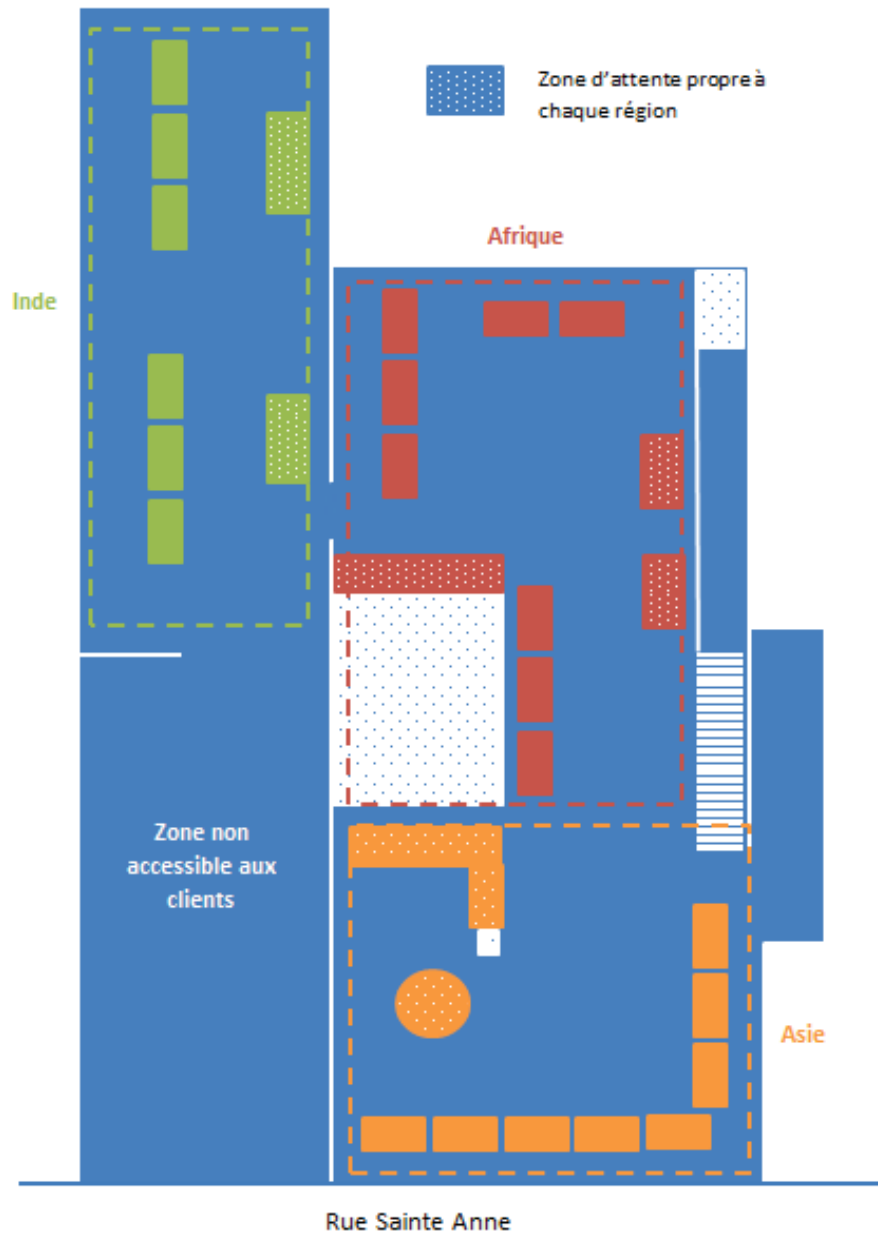 Zone d'attente propre à
chaque région
Afrique
Inde
Zone non
accessible aux
clients
Asie
Rue Sainte Anne